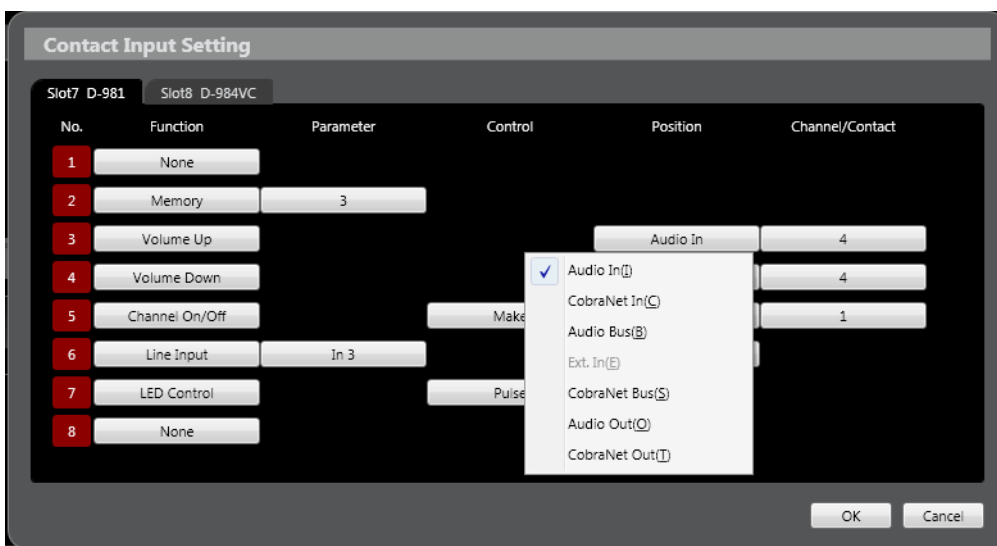 Contact Input Setting
Slot7 D-981 Slot8 D-984VC
No. Function Parameter Control Position Channel/Contact
1 None
2 Memory 3
3 Volume Up Audio In 4
4 Volume Down 4
5 Channel On/Off Make 1
6 Line Input In 3
7 LED Control Pulse
8 None
Audio In(I)
CobraNet In(C)
Audio Bus(B)
Ext. In(E)
CobraNet Bus(S)
Audio Out(O)
CobraNet Out(T)
OK Cancel